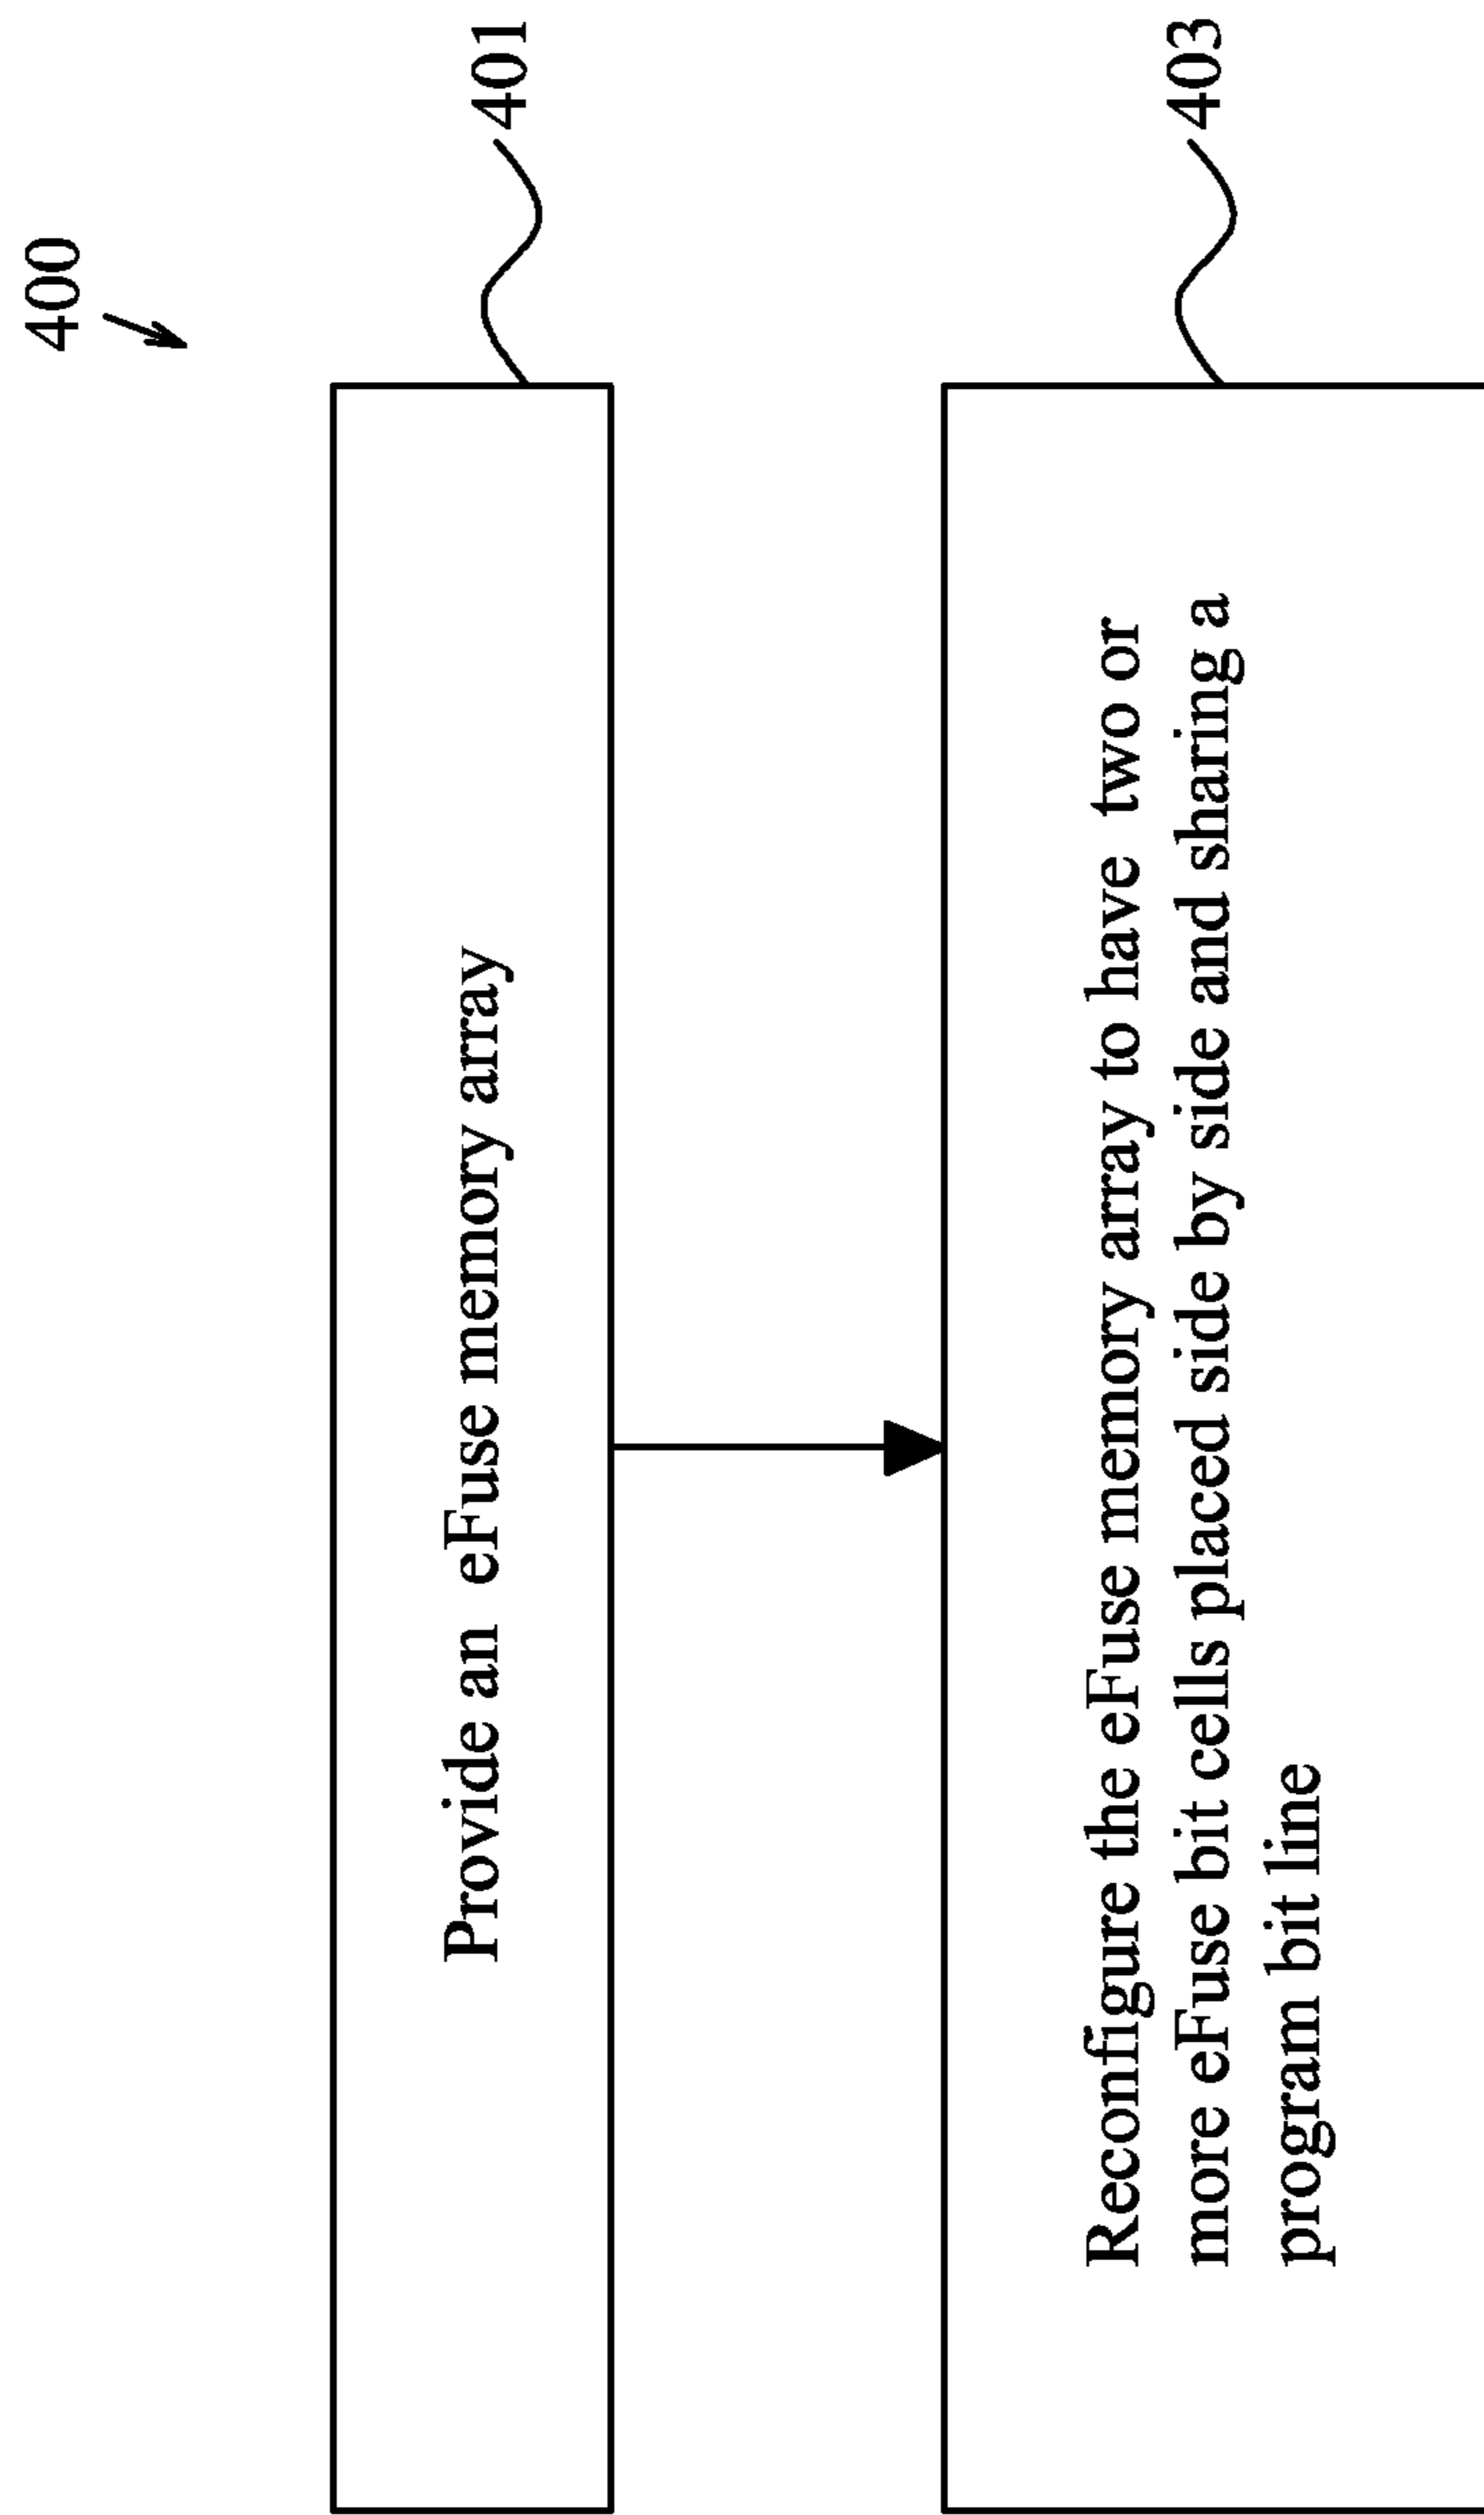 400
401
Provide an eFuse memory array
403
Reconfigure the eFuse memory array to have two or
more eFuse bit cells placed side by side and sharing a
program bit line